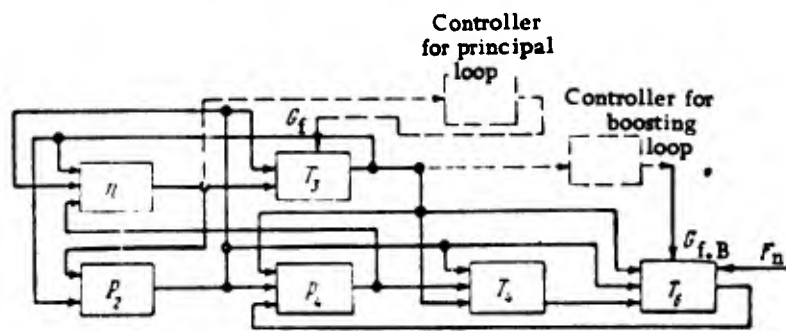 Controller
for principal
loop
Controller for
boosting
loop
G_f
n
T_3
G_f.B
F_n
P_2
P_4
T_4
T_6